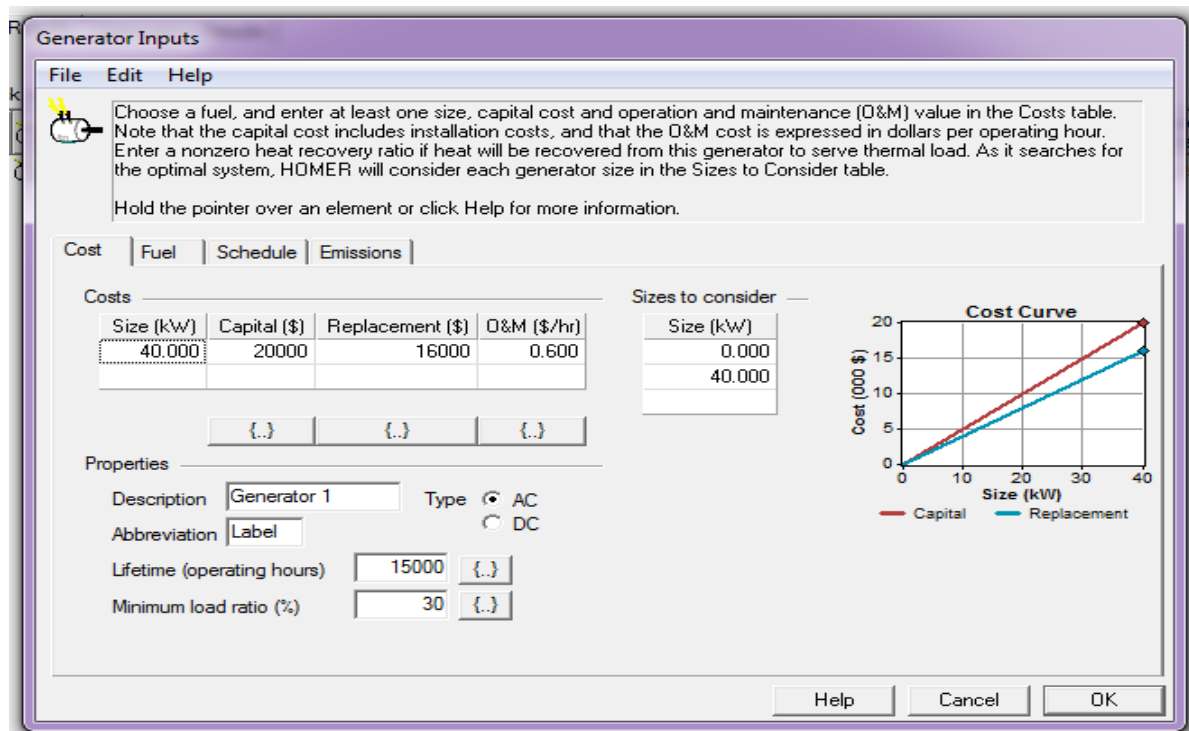 Generator Inputs
File Edit Help
Choose a fuel, and enter at least one size, capital cost and operation and maintenance (O&M) value in the Costs table.
Note that the capital cost includes installation costs, and that the O&M cost is expressed in dollars per operating hour.
Enter a nonzero heat recovery ratio if heat will be recovered from this generator to serve thermal load. As it searches for
the optimal system, HOMER will consider each generator size in the Sizes to Consider table.
Hold the pointer over an element or click Help for more information.
Cost Fuel Schedule Emissions
Costs
Size (kW) Capital ($) Replacement ($) O&M ($/hr)
40.000 20000 16000 0.600
{..} {..} {..}
Sizes to consider
Size (kW)
0.000
40.000
Cost Curve
Cost (000 $)
20
15
10
5
0
0 10 20 30 40
Size (kW)
Capital Replacement
Properties
Description Generator 1 Type AC
DC
Abbreviation Label
Lifetime (operating hours) 15000 {..}
Minimum load ratio (%) 30 {..}
Help Cancel OK